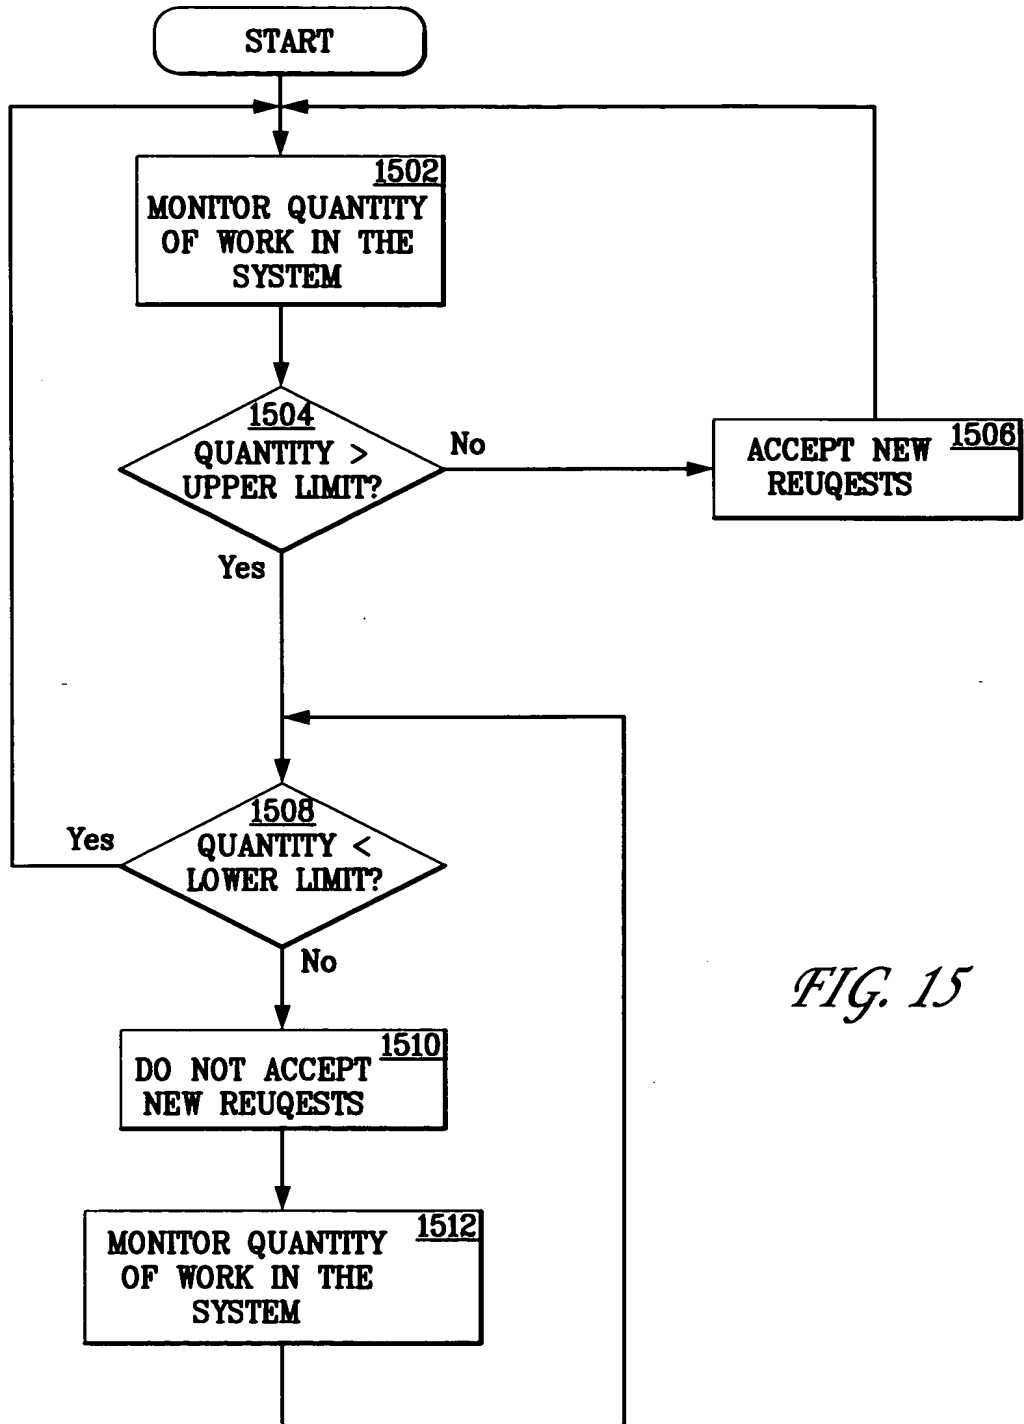 START
1502
MONITOR QUANTITY
OF WORK IN THE
SYSTEM
1504
QUANTITY >
UPPER LIMIT?
No
1506
ACCEPT NEW
REUQESTS
Yes
1508
QUANTITY <
LOWER LIMIT?
Yes
No
FIG. 15
1510
DO NOT ACCEPT
NEW REUQESTS
1512
MONITOR QUANTITY
OF WORK IN THE
SYSTEM